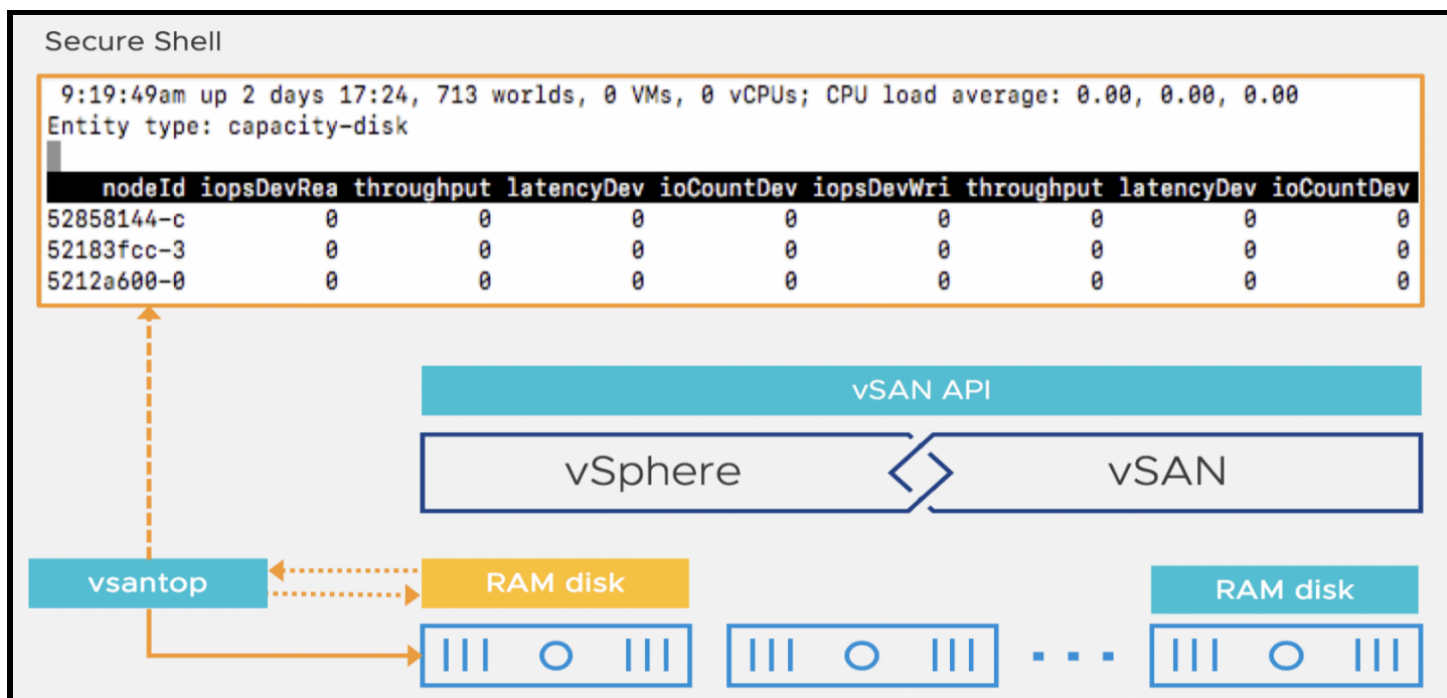 Secure Shell
9:19:49am up 2 days 17:24, 713 worlds, 0 VMs, 0 vCPUs; CPU load average: 0.00, 0.00, 0.00
Entity type: capacity-disk
nodeId iopsDevRea throughput latencyDev ioCountDev iopsDevWri throughput latencyDev ioCountDev
52858144-c 0 0 0 0 0 0 0 0
52183fcc-3 0 0 0 0 0 0 0 0
5212a600-0 0 0 0 0 0 0 0 0
vSAN API
vSphere vSAN
vsantop RAM disk RAM disk